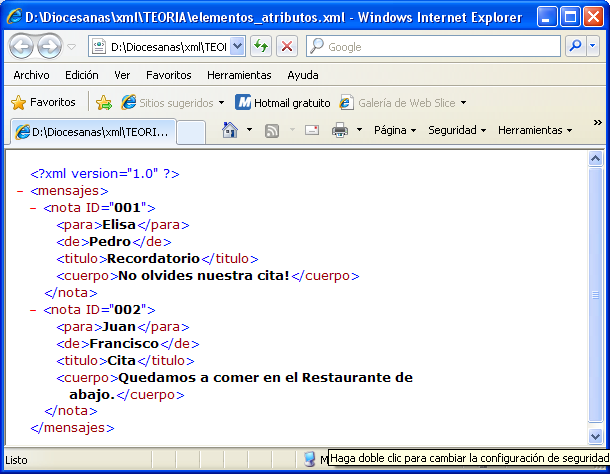 D:\Diocesanas\xml\TEORIA\elementos_atributos.xml - Windows Internet Explorer
D:\Diocesanas\xml\TEOI
Google
Archivo Edición Ver Favoritos Herramientas Ayuda
Favoritos Sitios sugeridos Hotmail gratuito Galería de Web Slice
D:\Diocesanas\xml\TEORI... Página Seguridad Herramientas »
<?xml version="1.0" ?>
- <mensajes>
- <nota ID="001">
<para>Elisa</para>
<de>Pedro</de>
<titulo>Recordatorio</titulo>
<cuerpo>No olvides nuestra cita!</cuerpo>
</nota>
- <nota ID="002">
<para>Juan</para>
<de>Francisco</de>
<titulo>Cita</titulo>
<cuerpo>Quedamos a comer en el Restaurante de
abajo.</cuerpo>
</nota>
</mensajes>
Listo
Haga doble clic para cambiar la configuración de seguridad